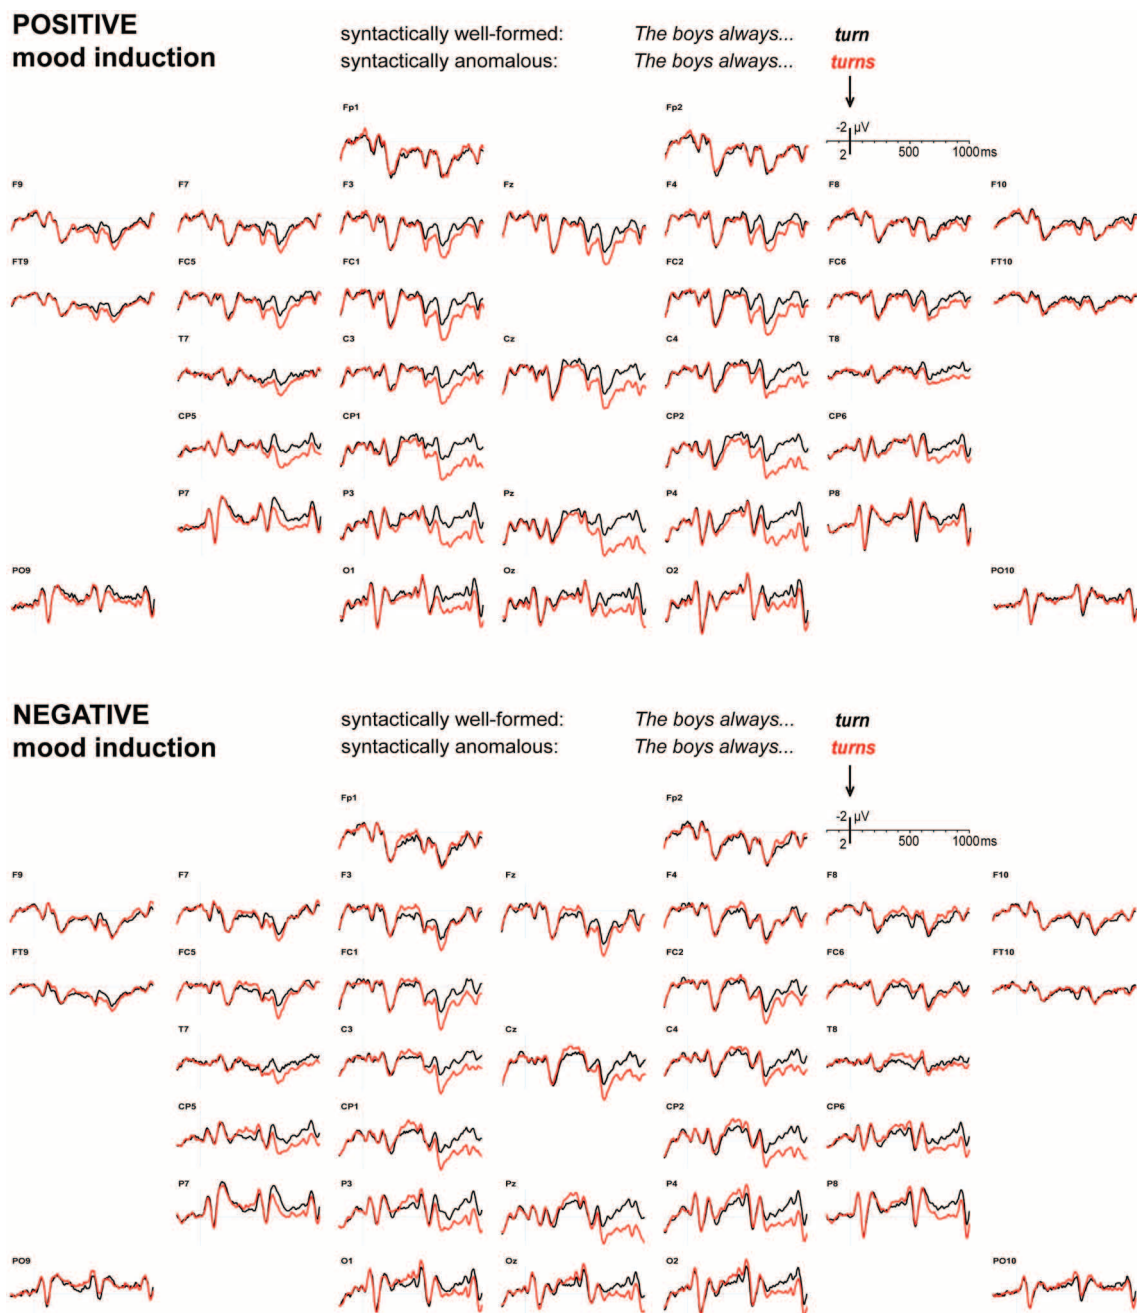 POSITIVE
mood induction
syntactically well-formed: The boys always... turn
syntactically anomalous: The boys always... turns
Fp1 Fp2
-2 µV
2 500 1000ms
F9 F7 F3 Fz F4 F8 F10
FT9 FC5 FC1 FC2 FC6 FT10
T7 C3 Cz C4 T8
CP5 CP1 CP2 CP6
P7 P3 Pz P4 P8
PO9 O1 Oz O2 PO10
NEGATIVE
mood induction
syntactically well-formed: The boys always... turn
syntactically anomalous: The boys always... turns
Fp1 Fp2
-2 µV
2 500 1000ms
F9 F7 F3 Fz F4 F8 F10
FT9 FC5 FC1 FC2 FC6 FT10
T7 C3 Cz C4 T8
CP5 CP1 CP2 CP6
P7 P3 Pz P4 P8
PO9 O1 Oz O2 PO10